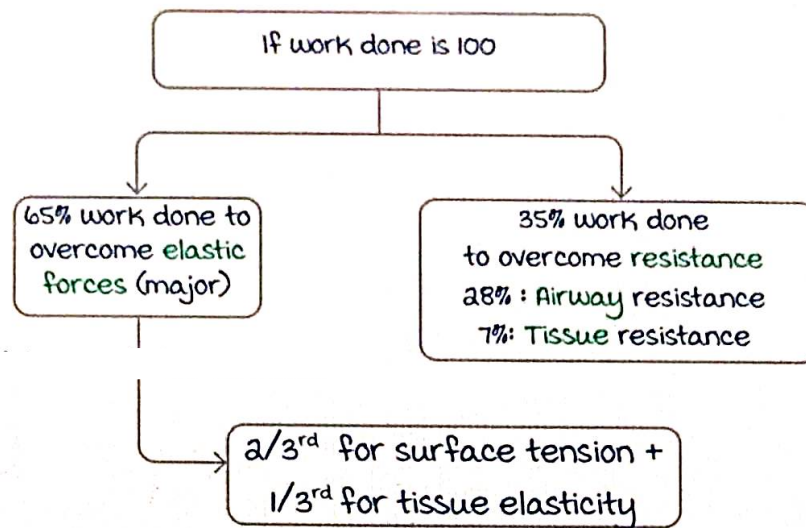 If work done is 100
65% work done to
overcome elastic
forces (major)
35% work done
to overcome resistance
28% : Airway resistance
7%: Tissue resistance
2/3rd for surface tension +
1/3rd for tissue elasticity